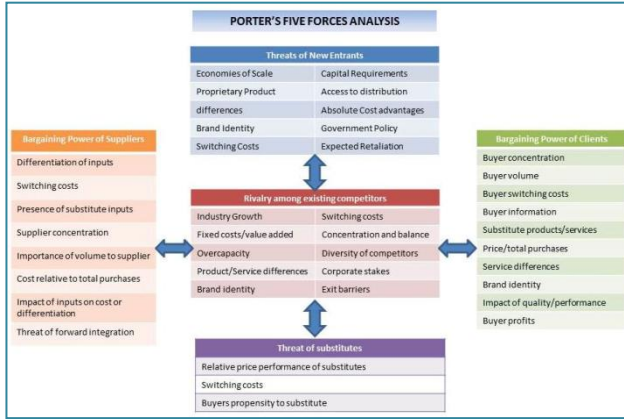 PORTER'S FIVE FORCES ANALYSIS
Threats of New Entrants
Economies of Scale
Capital Requirements
Proprietary Product
Access to distribution
differences
Absolute Cost advantages
Brand Identity
Government Policy
Switching Costs
Expected Retaliation
Bargaining Power of Suppliers
Differentiation of inputs
Switching costs
Presence of substitute inputs
Supplier concentration
Importance of volume to supplier
Cost relative to total purchases
Impact of inputs on cost or
differentiation
Threat of forward integration
Rivalry among existing competitors
Industry Growth
Switching costs
Fixed costs/value added
Concentration and balance
Overcapacity
Diversity of competitors
Product/Service differences
Corporate stakes
Brand identity
Exit barriers
Bargaining Power of Clients
Buyer concentration
Buyer volume
Buyer switching costs
Buyer information
Substitute products/services
Price/total purchases
Service differences
Brand identity
Impact of quality/performance
Buyer profits
Threat of substitutes
Relative price performance of substitutes
Switching costs
Buyers propensity to substitute